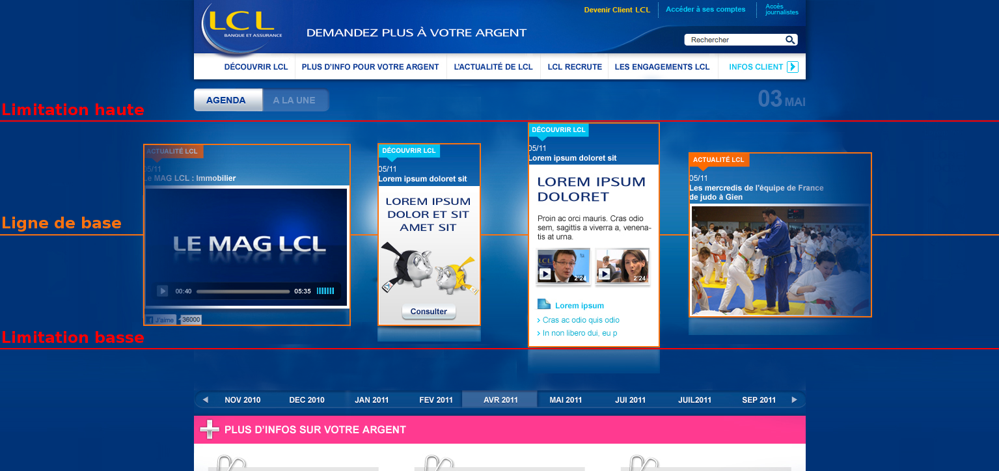 LCL
BANQUE ET ASSURANCE
DEMANDEZ PLUS À VOTRE ARGENT
Devenir Client LCL
Accéder à ses comptes
Accès
journalistes
Rechercher
DÉCOUVRIR LCL
PLUS D'INFO POUR VOTRE ARGENT
L'ACTUALITÉ DE LCL
LCL RECRUTE
LES ENGAGEMENTS LCL
INFOS CLIENT
AGENDA
A LA UNE
03 MAI
Limitation haute
ACTUALITÉ LCL
05/11
Le MAG LCL : Immobilier
LE MAG LCL
00:40
05:35
J'aime
36000
DÉCOUVRIR LCL
05/11
Lorem ipsum doloret sit
LOREM IPSUM
DOLOR ET SIT
AMET SIT
Consulter
DÉCOUVRIR LCL
05/11
Lorem ipsum doloret sit
LOREM IPSUM
DOLORET
Proin ac orci mauris. Cras odio
sem, sagittis a viverra a, venena-
tis at urna.
LCL
2'24
2'24
Lorem ipsum
Cras ac odio quis odio
In non libero dui, eu p
ACTUALITÉ LCL
05/11
Les mercredis de l'équipe de France
de judo à Gien
Ligne de base
Limitation basse
NOV 2010
DEC 2010
JAN 2011
FEV 2011
AVR 2011
MAI 2011
JUI 2011
JUIL2011
SEP 2011
PLUS D'INFOS SUR VOTRE ARGENT